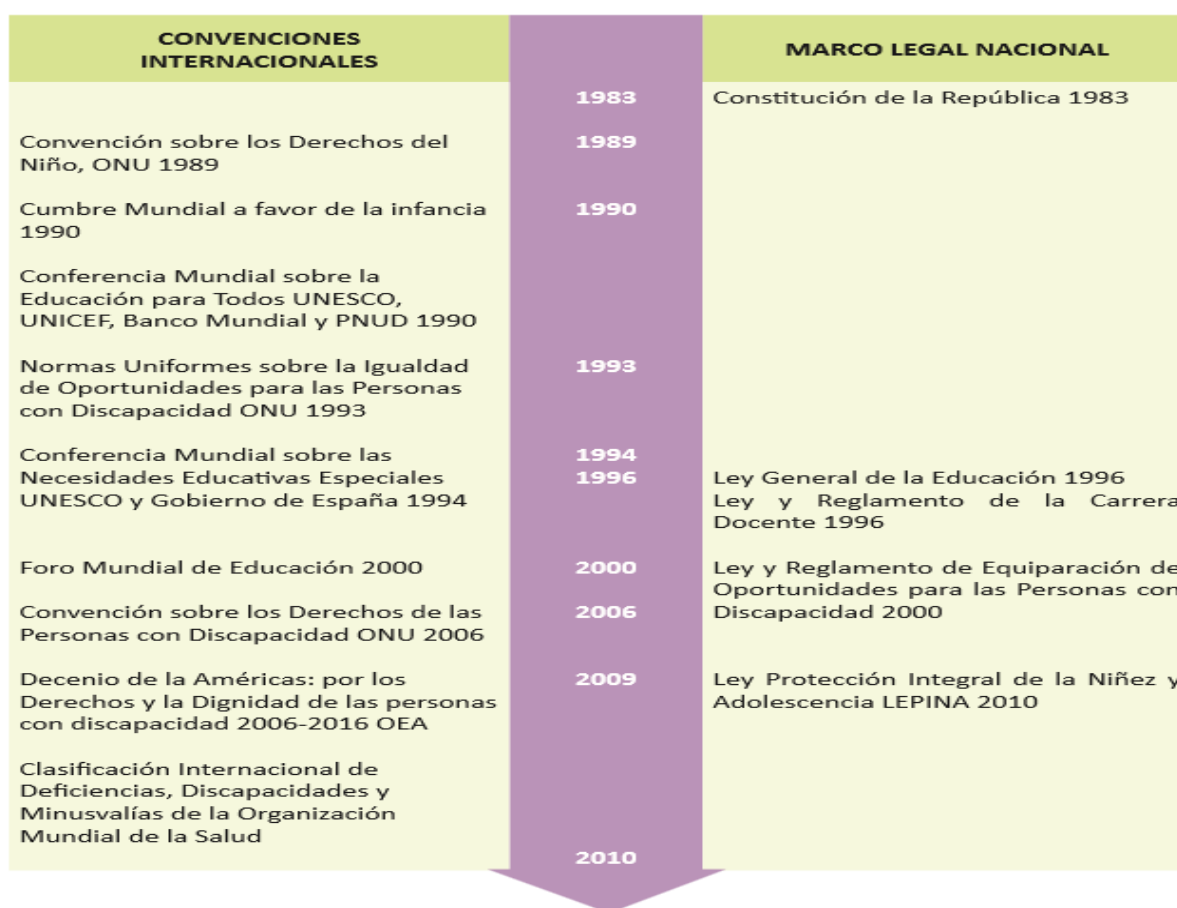 CONVENCIONES
INTERNACIONALES
MARCO LEGAL NACIONAL
1983
Constitución de la República 1983
Convención sobre los Derechos del
Niño, ONU 1989
1989
Cumbre Mundial a favor de la infancia
1990
1990
Conferencia Mundial sobre la
Educación para Todos UNESCO,
UNICEF, Banco Mundial y PNUD 1990
Normas Uniformes sobre la Igualdad
de Oportunidades para las Personas
con Discapacidad ONU 1993
1993
Conferencia Mundial sobre las
Necesidades Educativas Especiales
UNESCO y Gobierno de España 1994
1994
1996
Ley General de la Educación 1996
Ley y Reglamento de la Carrera
Docente 1996
Foro Mundial de Educación 2000
2000
Ley y Reglamento de Equiparación de
Oportunidades para las Personas con
Discapacidad 2000
Convención sobre los Derechos de las
Personas con Discapacidad ONU 2006
2006
Decenio de la Américas: por los
Derechos y la Dignidad de las personas
con discapacidad 2006-2016 OEA
2009
Ley Protección Integral de la Niñez y
Adolescencia LEPINA 2010
Clasificación Internacional de
Deficiencias, Discapacidades y
Minusvalías de la Organización
Mundial de la Salud
2010